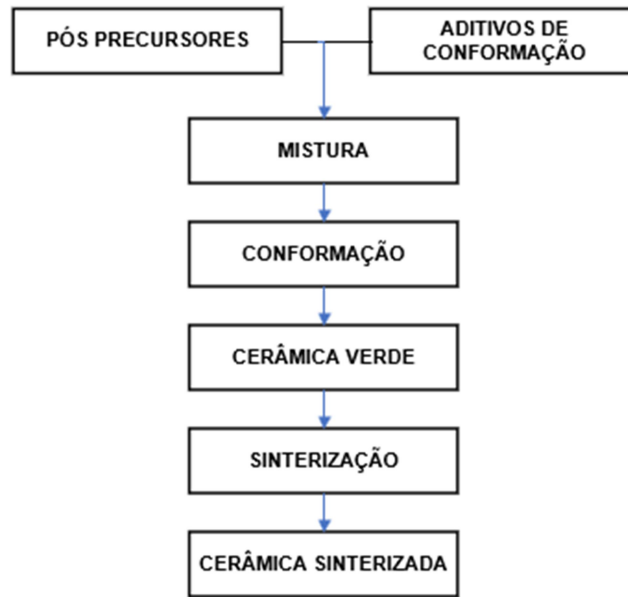 PÓS PRECURSORES
ADITIVOS DE
CONFORMAÇÃO
MISTURA
CONFORMAÇÃO
CERÂMICA VERDE
SINTERIZAÇÃO
CERÂMICA SINTERIZADA